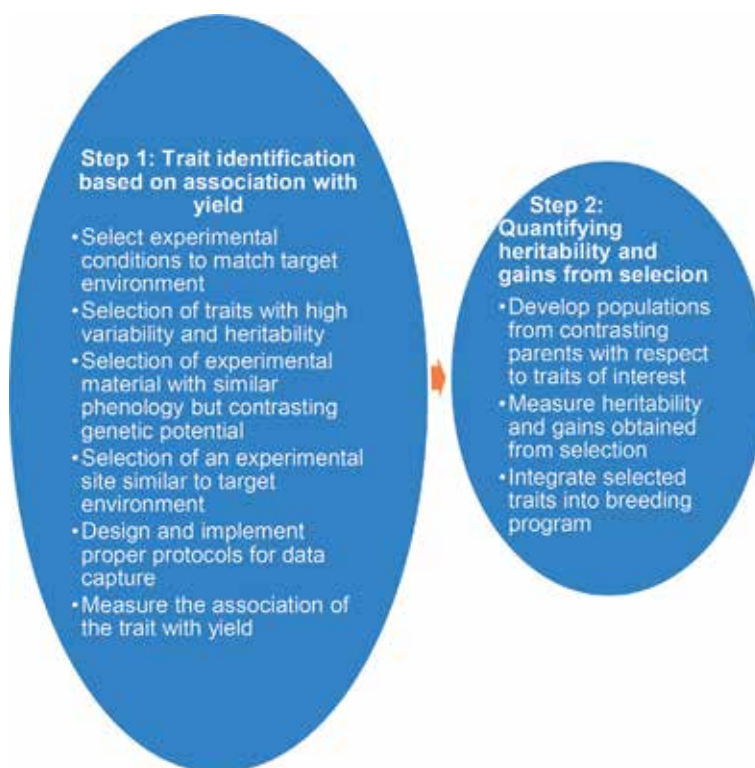 Step 1: Trait identification
based on association with
yield
•Select experimental
conditions to match target
environment
•Selection of traits with high
variability and heritability
•Selection of experimental
material with similar
phenology but contrasting
genetic potential
•Selection of an experimental
site similar to target
environment
•Design and implement
proper protocols for data
capture
•Measure the association of
the trait with yield
Step 2:
Quantifying
heritability and
gains from selecion
•Develop populations
from contrasting
parents with respect
to traits of interest
•Measure heritability
and gains obtained
from selection
•Integrate selected
traits into breeding
program